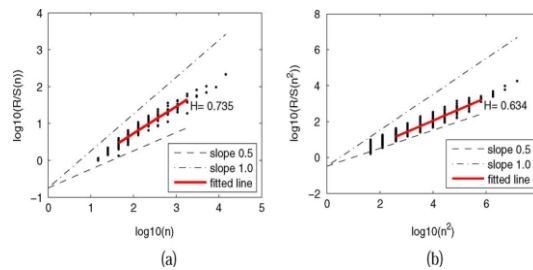 (a)
log10(R/S(n))
4
3
2
1
0
−1
H= 0.735
slope 0.5
slope 1.0
fitted line
0 1 2 3 4 5
log10(n)
(a)
(b)
log10(R/S(n²))
8
6
4
2
0
−2
H= 0.634
slope 0.5
slope 1.0
fitted line
0 2 4 6 8
log10(n²)
(b)